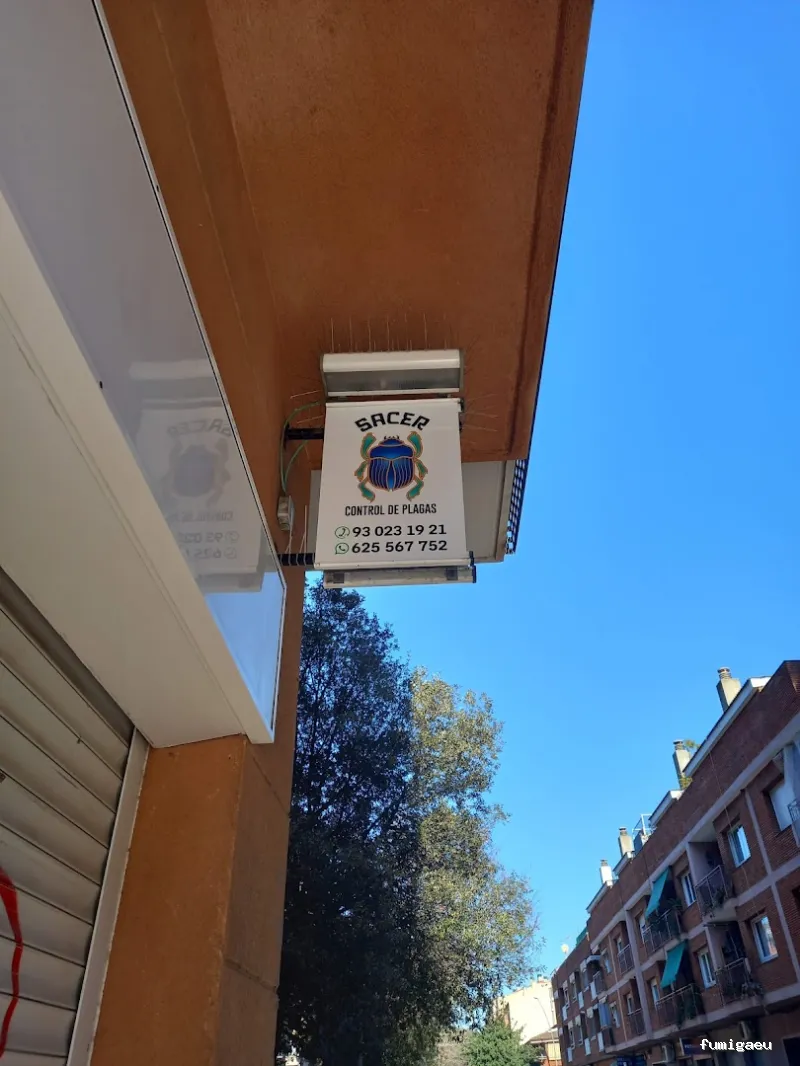 SACER
CONTROL DE PLAGAS
93 023 19 21
625 567 752
fumigaeu